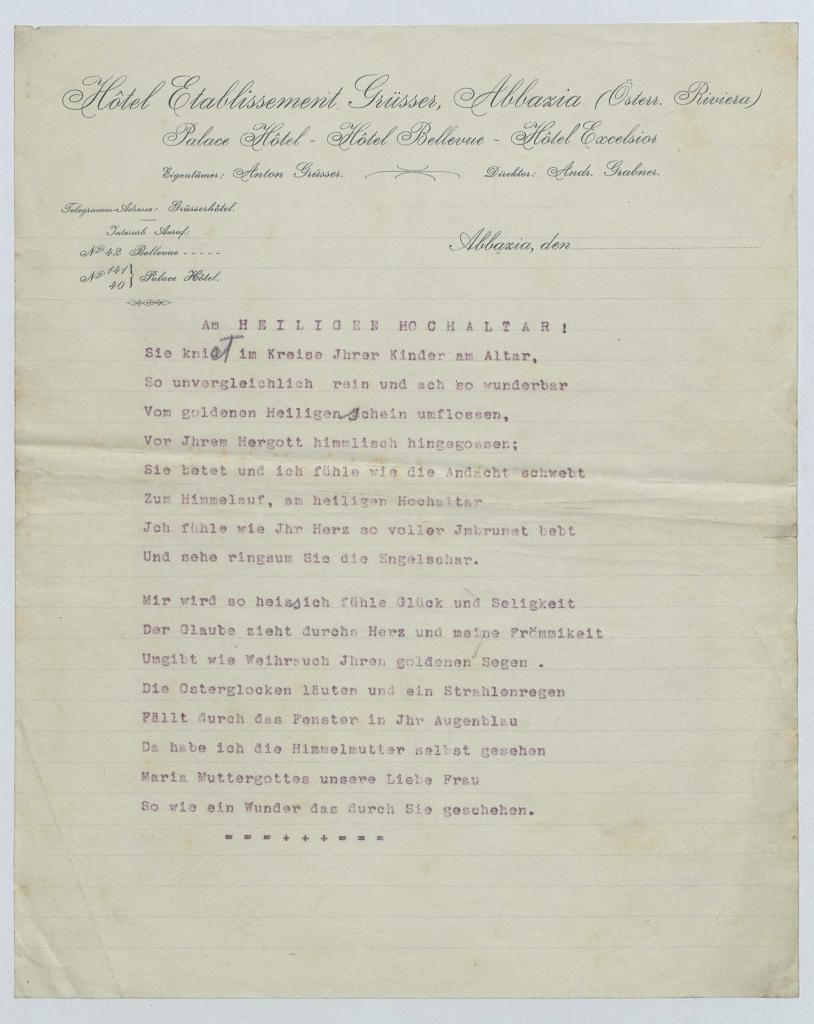 Hôtel Etablissement Grüsser, Abbazia (Österr. Riviera)
Palace Hôtel - Hôtel Bellevue - Hôtel Excelsior
Eigentümer: Anton Grüsser. Direktor: Andr. Grabner.
Telegramm-Adresse: Grüsserhôtel.
Interurb. Anruf:
No 42 Bellevue - - - - -
Abbazia, den
No 141 } Palace Hôtel.
40
Am HEILIGEN HOCHALTAR!
Sie knieT im Kreise Jhrer Kinder am Altar,
So unvergleichlich rein und ach so wunderbar
Vom goldenen Heiligenschein umflossen,
Vor Jhrem Hergott himmlisch hingegossen;
Sie betet und ich fühle wie die Andacht schwebt
Zum Himmelauf, am heiligen Hochaltar
Jch fühle wie Jhr Herz so voller Jmbrunst bebt
Und sehe ringsum Sie die Engelschar.
Mir wird so heis,ich fühle Glück und Seligkeit
Der Glaube zieht durchs Herz und meine Frömmikeit
Umgibt wie Weihrauch Jhren goldenen Segen .
Die Osterglocken läuten und ein Strahlenregen
Fällt durch das Fenster in Jhr Augenblau
Da habe ich die Himmelmutter selbst gesehen
Maria Muttergottes unsere Liebe Frau
So wie ein Wunder das durch Sie geschehen.
= = = + + + = = =